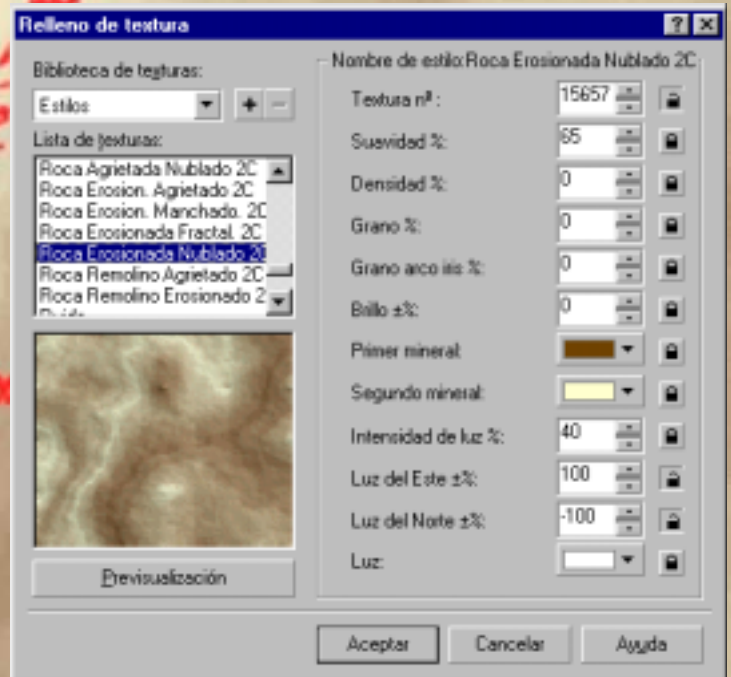 Relleno de textura
Biblioteca de texturas:
Estilos
Lista de texturas:
Roca Agrietada Nublado 2C
Roca Erosion. Agrietado 2C
Roca Erosion. Manchado. 2C
Roca Erosionada Fractal. 2C
Roca Erosionada Nublado 2C
Roca Remolino Agrietado 2C
Roca Remolino Erosionado 2
Previsualización
Nombre de estilo:Roca Erosionada Nublado 2C
Textura nº : 15657
Suavidad %: 65
Densidad %: 0
Grano %: 0
Grano arco iris %: 0
Brillo ±%: 0
Primer mineral:
Segundo mineral:
Intensidad de luz %: 40
Luz del Este ±%: 100
Luz del Norte ±%: -100
Luz:
Aceptar Cancelar Ayuda